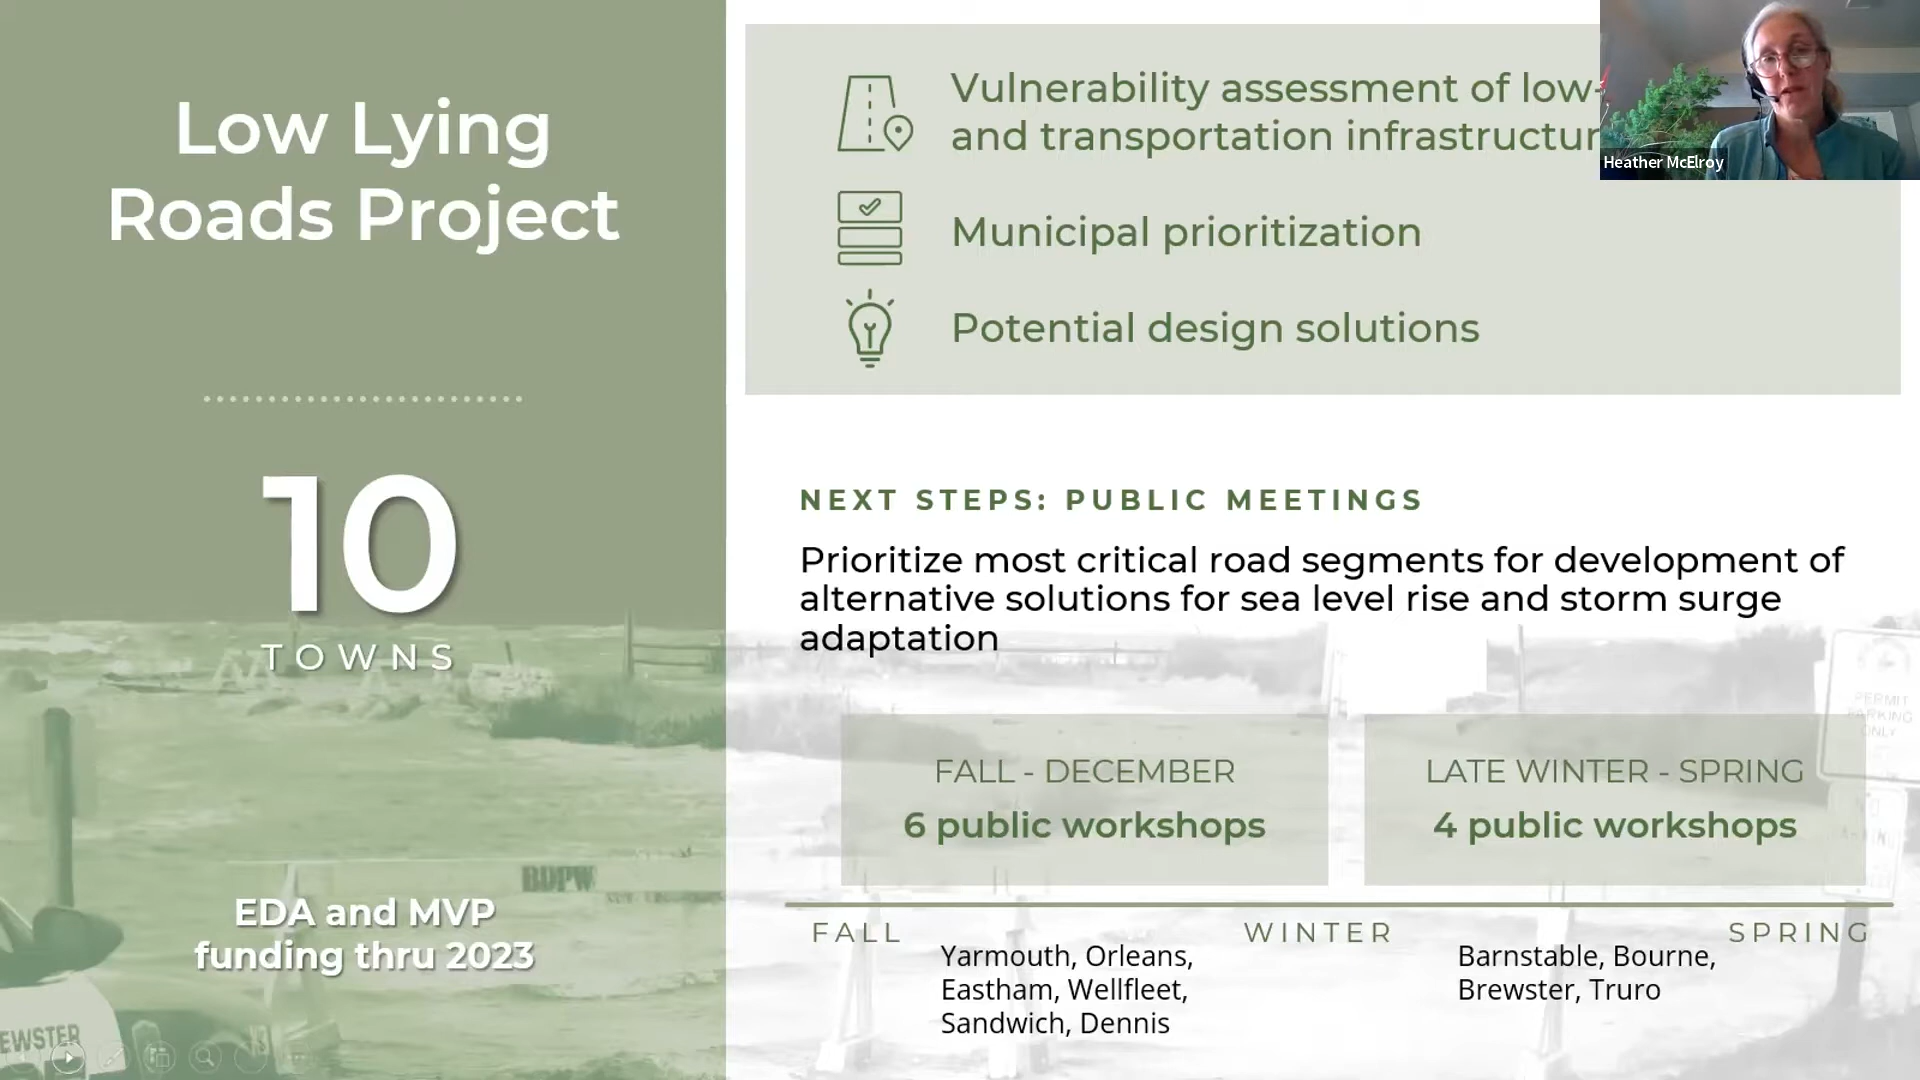 Low Lying
Roads Project
10
TOWNS
EDA and MVP
funding thru 2023
BDPW
EWSTER
Vulnerability assessment of low-
and transportation infrastructur
Municipal prioritization
Potential design solutions
Heather McElroy
NEXT STEPS: PUBLIC MEETINGS
Prioritize most critical road segments for development of
alternative solutions for sea level rise and storm surge
adaptation
PERMIT
PARKING
ONLY
FALL - DECEMBER
6 public workshops
LATE WINTER - SPRING
4 public workshops
FALL
WINTER
SPRING
Yarmouth, Orleans,
Eastham, Wellfleet,
Sandwich, Dennis
Barnstable, Bourne,
Brewster, Truro